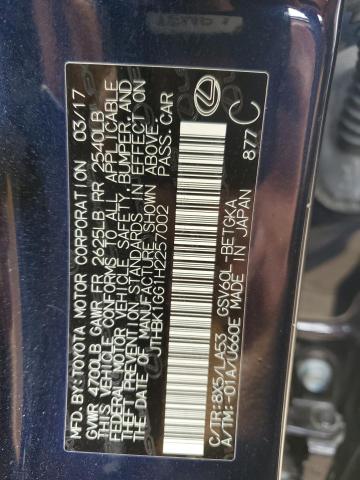 MFD. BY: TOYOTA MOTOR CORPORATION 03/17
GVWR 4700LB GAWR FR 2625LB RR 2540LB
THIS VEHICLE CONFORMS TO ALL APPLICABLE
FEDERAL MOTOR VEHICLE SAFETY, BUMPER, AND
THEFT PREVENTION STANDARDS IN EFFECT ON
THE DATE OF MANUFACTURE SHOWN ABOVE.
JTHBK1GG1H2257002 PASS. CAR
C/TR: 8X5/LA53 GSV60L-BETGKA
A/TM: -01A/U660E MADE IN JAPAN
877 C